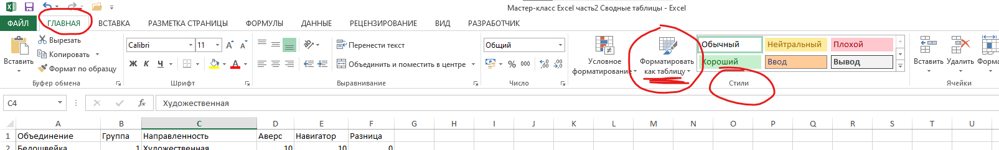 Мастер-класс Excel часть2 Сводные таблицы - Excel
ФАЙЛ ГЛАВНАЯ ВСТАВКА РАЗМЕТКА СТРАНИЦЫ ФОРМУЛЫ ДАННЫЕ РЕЦЕНЗИРОВАНИЕ ВИД РАЗРАБОТЧИК
Вставить
Вырезать
Копировать
Формат по образцу
Буфер обмена
Calibri 11
Ж К Ч
Шрифт
Перенести текст
Объединить и поместить в центре
Выравнивание
Общий
% 000
Число
Условное
форматирование
Форматировать
как таблицу
Обычный Нейтральный Плохой
Хороший Ввод Вывод
Стили
Вставить Удалить Форма
Ячейки
C4 fx Художественная
A B C D E F G H I J K L M N O P Q R S T U
1 Объединение Группа Направленность Аверс Навигатор Разница
2 Белошвейка 1 Художественная 10 10 0